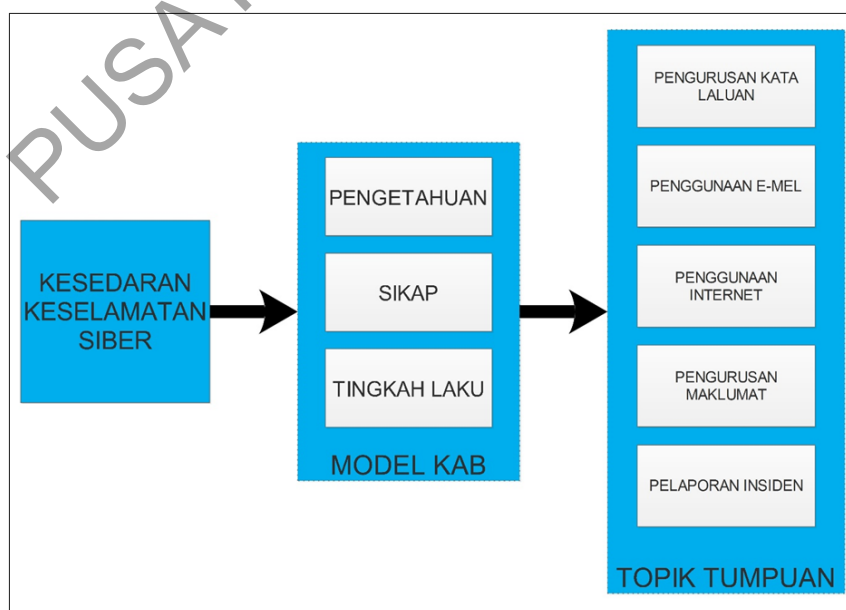 PUSA
KESEDARAN
KESELAMATAN
SIBER
PENGETAHUAN
SIKAP
TINGKAH LAKU
MODEL KAB
PENGURUSAN KATA
LALUAN
PENGGUNAAN E-MEL
PENGGUNAAN
INTERNET
PENGURUSAN
MAKLUMAT
PELAPORAN INSIDEN
TOPIK TUMPUAN